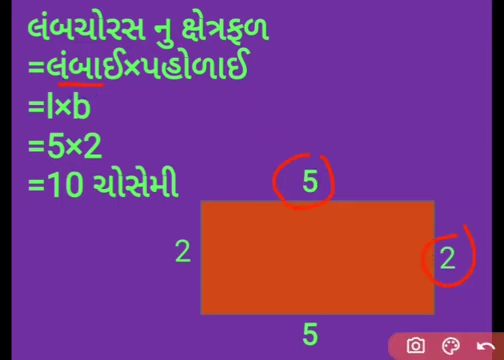 લંબચોરસ નુ ક્ષેત્રફળ
=લંબાઈ×પહોળાઈ
=l×b
=5×2
=10 ચોસેમી
5
2
2
5